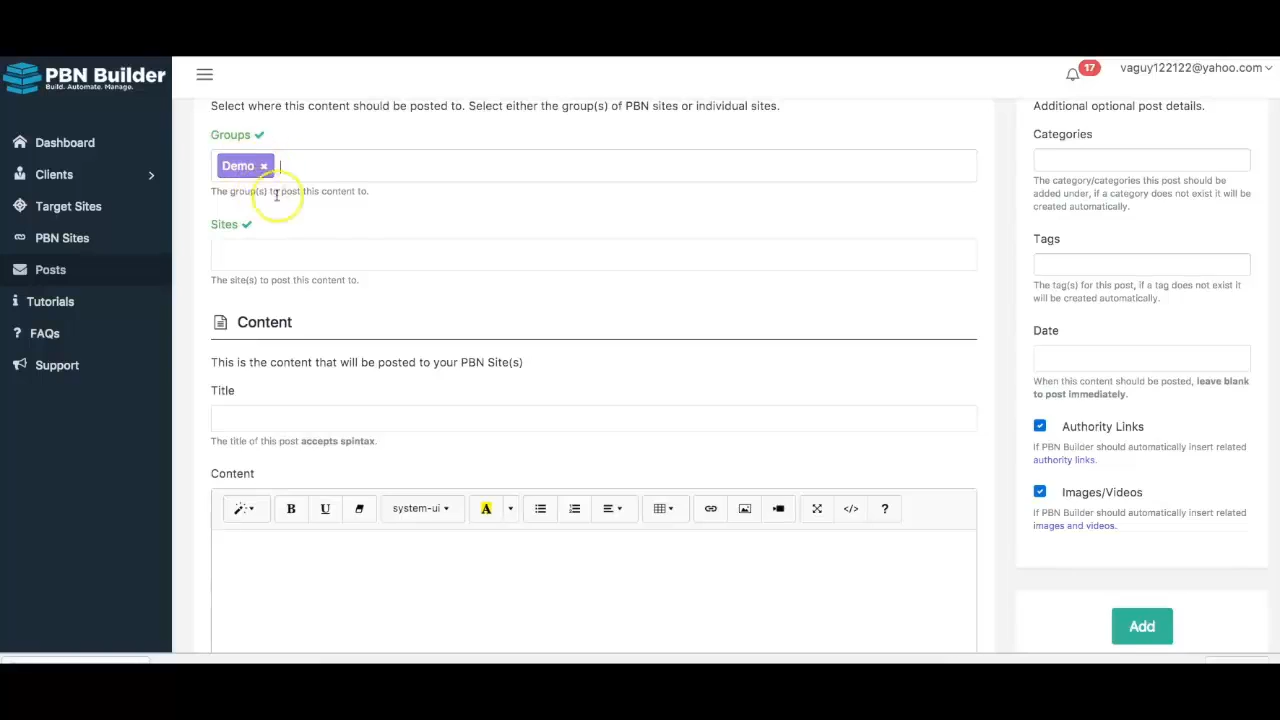 PBN Builder
Build. Automate. Manage.
17
vaguy122122@yahoo.com
Dashboard
Clients
Target Sites
PBN Sites
Posts
Tutorials
FAQs
Support
Select where this content should be posted to. Select either the group(s) of PBN sites or individual sites.
Groups
Demo ×
The group(s) to post this content to.
Sites
The site(s) to post this content to.
Content
This is the content that will be posted to your PBN Site(s)
Title
The title of this post accepts spintax.
Content
B U system-ui A </> ?
Additional optional post details.
Categories
The category/categories this post should be
added under, if a category does not exist it will be
created automatically.
Tags
The tag(s) for this post, if a tag does not exist it
will be created automatically.
Date
When this content should be posted, leave blank
to post immediately.
Authority Links
If PBN Builder should automatically insert related
authority links.
Images/Videos
If PBN Builder should automatically insert related
images and videos.
Add